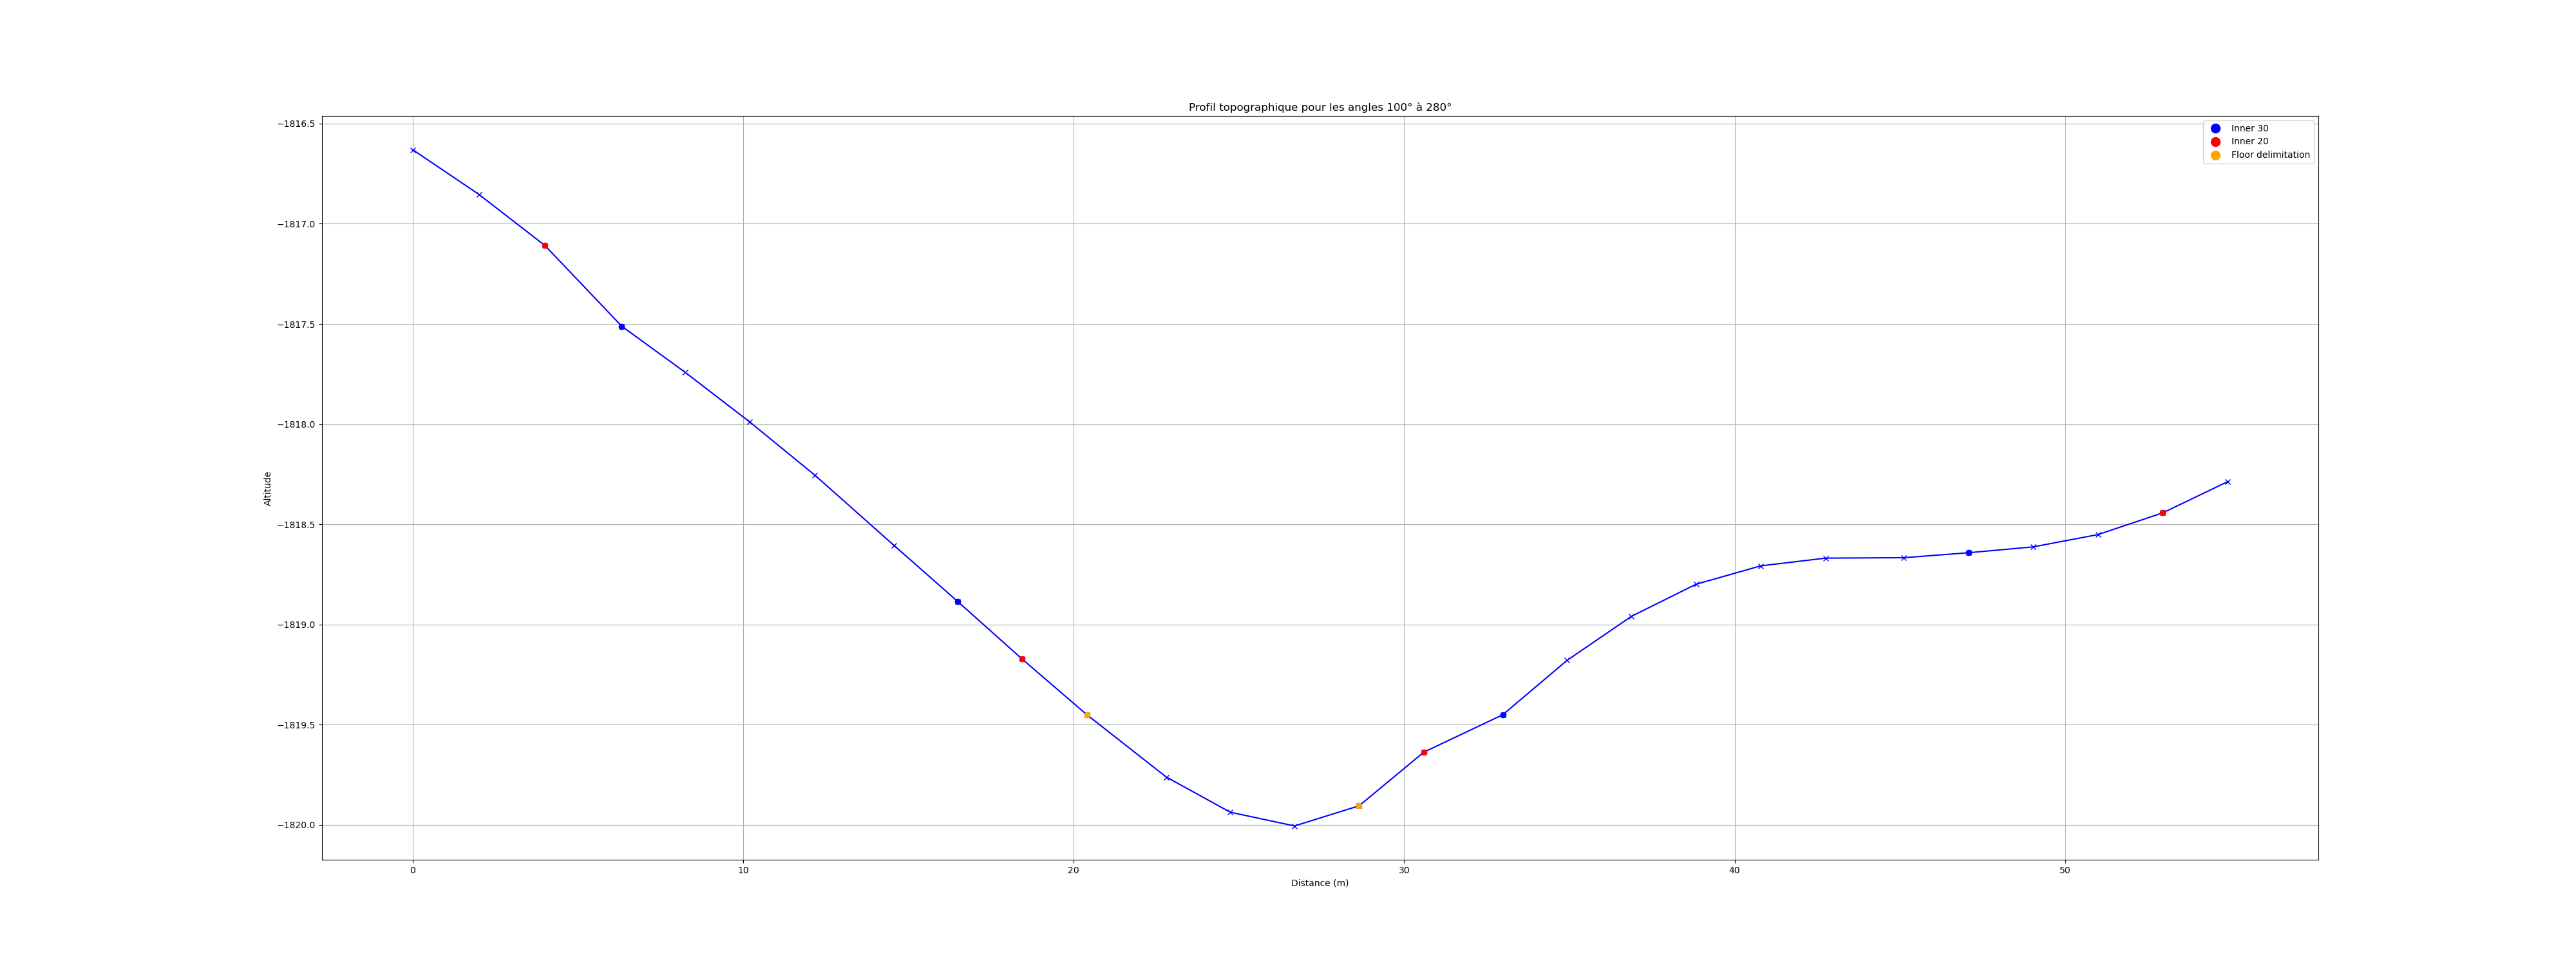 Profil topographique pour les angles 100° à 280°
Inner 30
Inner 20
Floor delimitation
Altitude
−1816.5
−1817.0
−1817.5
−1818.0
−1818.5
−1819.0
−1819.5
−1820.0
0 10 20 30 40 50
Distance (m)